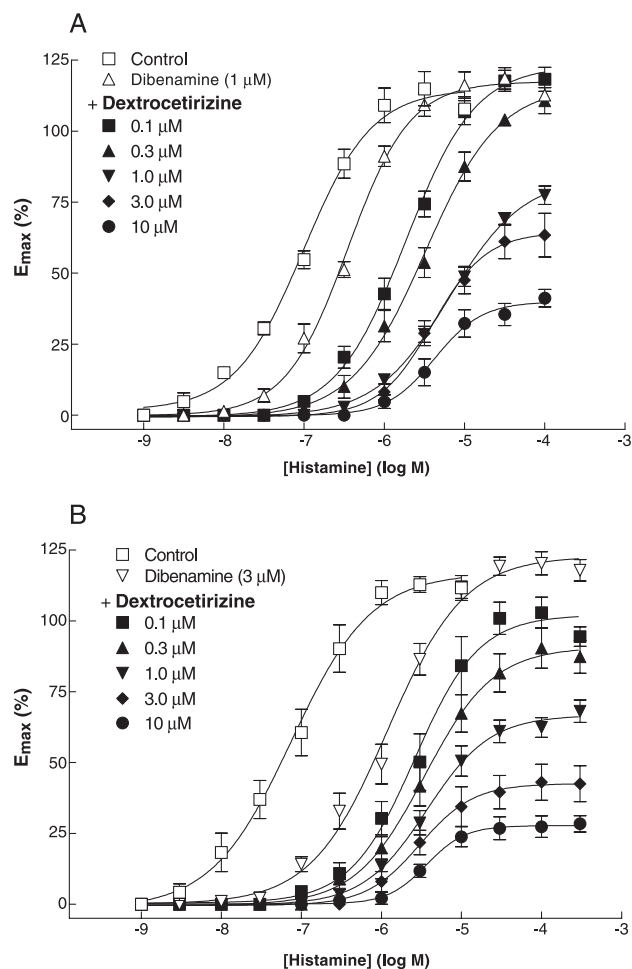 A
125
100
75
50
25
0
Emax (%)
Control
Dibenamine (1 μM)
+ Dextrocetirizine
0.1 μM
0.3 μM
1.0 μM
3.0 μM
10 μM
-9 -8 -7 -6 -5 -4 -3
[Histamine] (log M)
B
125
100
75
50
25
0
Emax (%)
Control
Dibenamine (3 μM)
+ Dextrocetirizine
0.1 μM
0.3 μM
1.0 μM
3.0 μM
10 μM
-9 -8 -7 -6 -5 -4 -3
[Histamine] (log M)